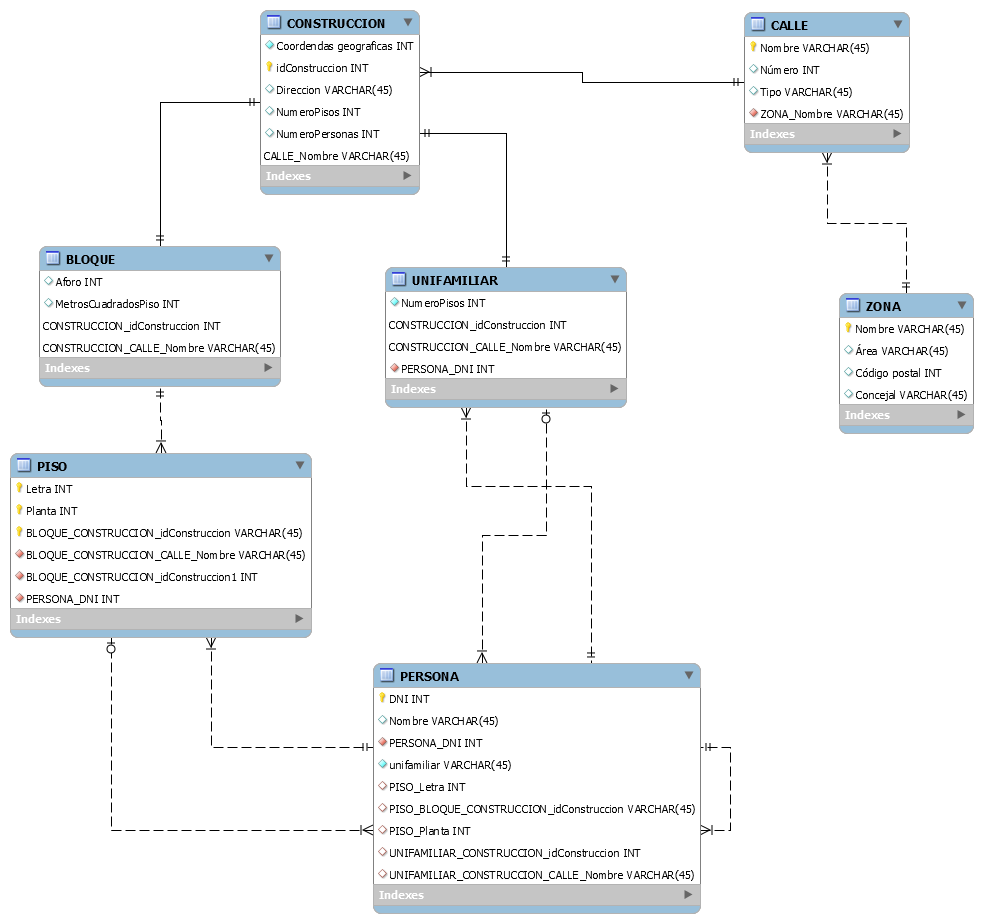 CONSTRUCCION
Coordendas geograficas INT
idConstruccion INT
Direccion VARCHAR(45)
NumeroPisos INT
NumeroPersonas INT
CALLE_Nombre VARCHAR(45)
Indexes
CALLE
Nombre VARCHAR(45)
Número INT
Tipo VARCHAR(45)
ZONA_Nombre VARCHAR(45)
Indexes
BLOQUE
Aforo INT
MetrosCuadradosPiso INT
CONSTRUCCION_idConstruccion INT
CONSTRUCCION_CALLE_Nombre VARCHAR(45)
Indexes
UNIFAMILIAR
NumeroPisos INT
CONSTRUCCION_idConstruccion INT
CONSTRUCCION_CALLE_Nombre VARCHAR(45)
PERSONA_DNI INT
Indexes
ZONA
Nombre VARCHAR(45)
Área VARCHAR(45)
Código postal INT
Concejal VARCHAR(45)
Indexes
PISO
Letra INT
Planta INT
BLOQUE_CONSTRUCCION_idConstruccion VARCHAR(45)
BLOQUE_CONSTRUCCION_CALLE_Nombre VARCHAR(45)
BLOQUE_CONSTRUCCION_idConstruccion1 INT
PERSONA_DNI INT
Indexes
PERSONA
DNI INT
Nombre VARCHAR(45)
PERSONA_DNI INT
unifamiliar VARCHAR(45)
PISO_Letra INT
PISO_BLOQUE_CONSTRUCCION_idConstruccion VARCHAR(45)
PISO_Planta INT
UNIFAMILIAR_CONSTRUCCION_idConstruccion INT
UNIFAMILIAR_CONSTRUCCION_CALLE_Nombre VARCHAR(45)
Indexes